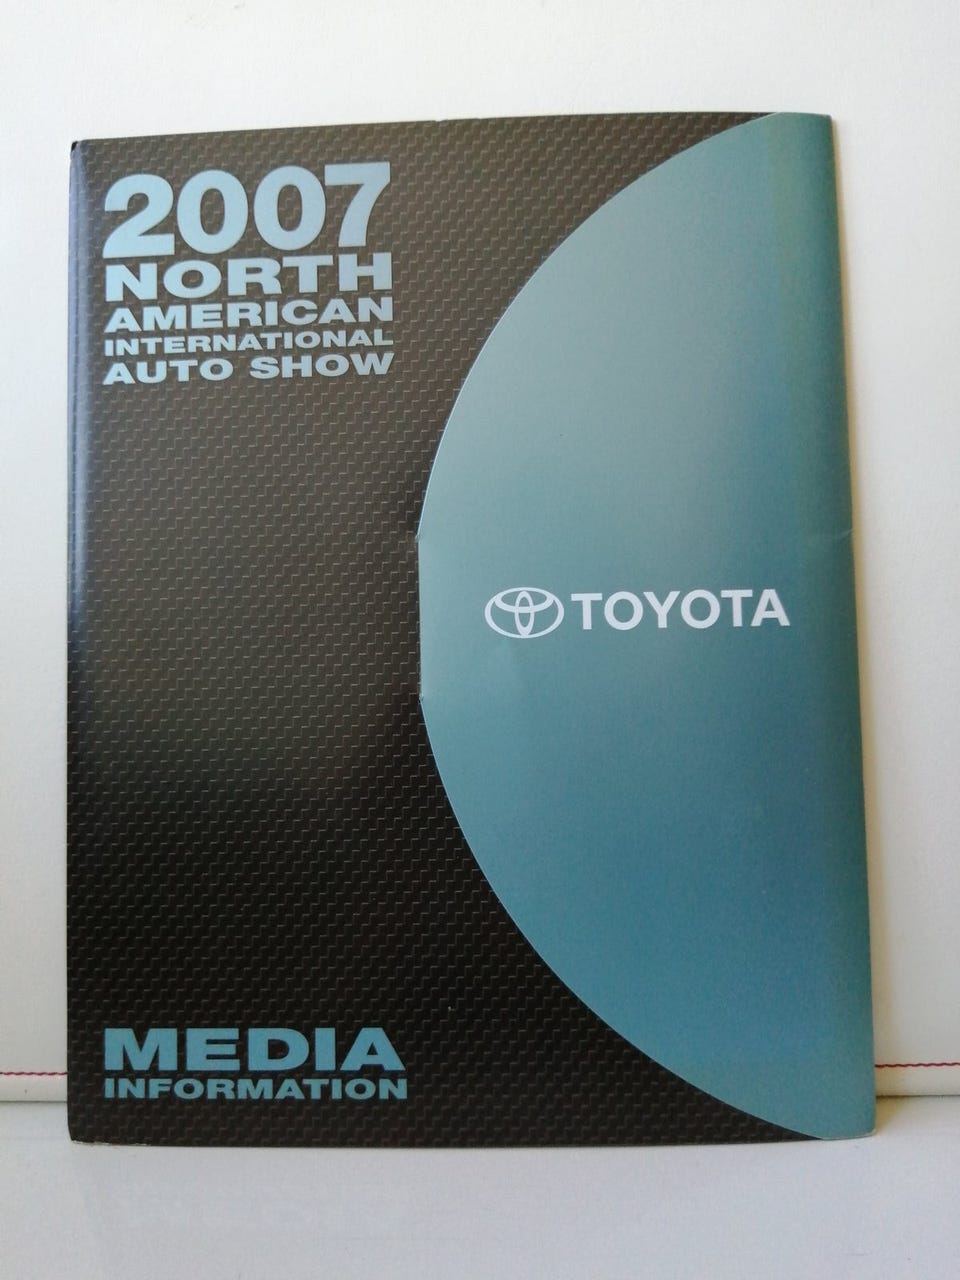 2007
NORTH
AMERICAN
INTERNATIONAL
AUTO SHOW
TOYOTA
MEDIA
INFORMATION